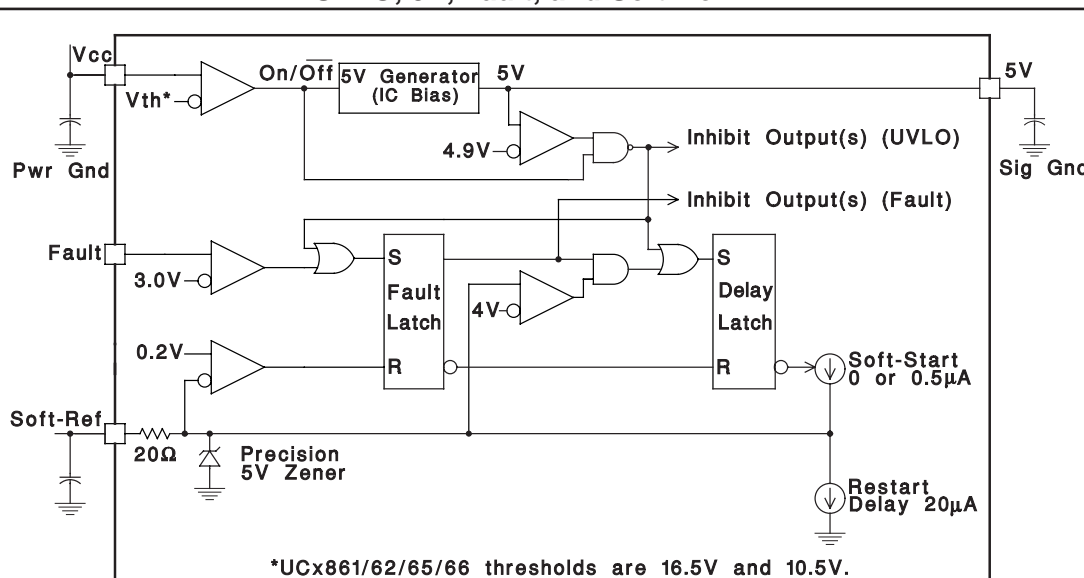 Vcc
Vth*
On/Off
5V Generator
(IC Bias)
5V
5V
4.9V
Inhibit Output(s) (UVLO)
Pwr Gnd
Sig Gnd
Inhibit Output(s) (Fault)
Fault
3.0V
S
Fault
Latch
R
4V
S
Delay
Latch
R
0.2V
Soft-Start
0 or 0.5µA
Soft-Ref
20Ω
Precision
5V Zener
Restart
Delay 20µA
*UCx861/62/65/66 thresholds are 16.5V and 10.5V.